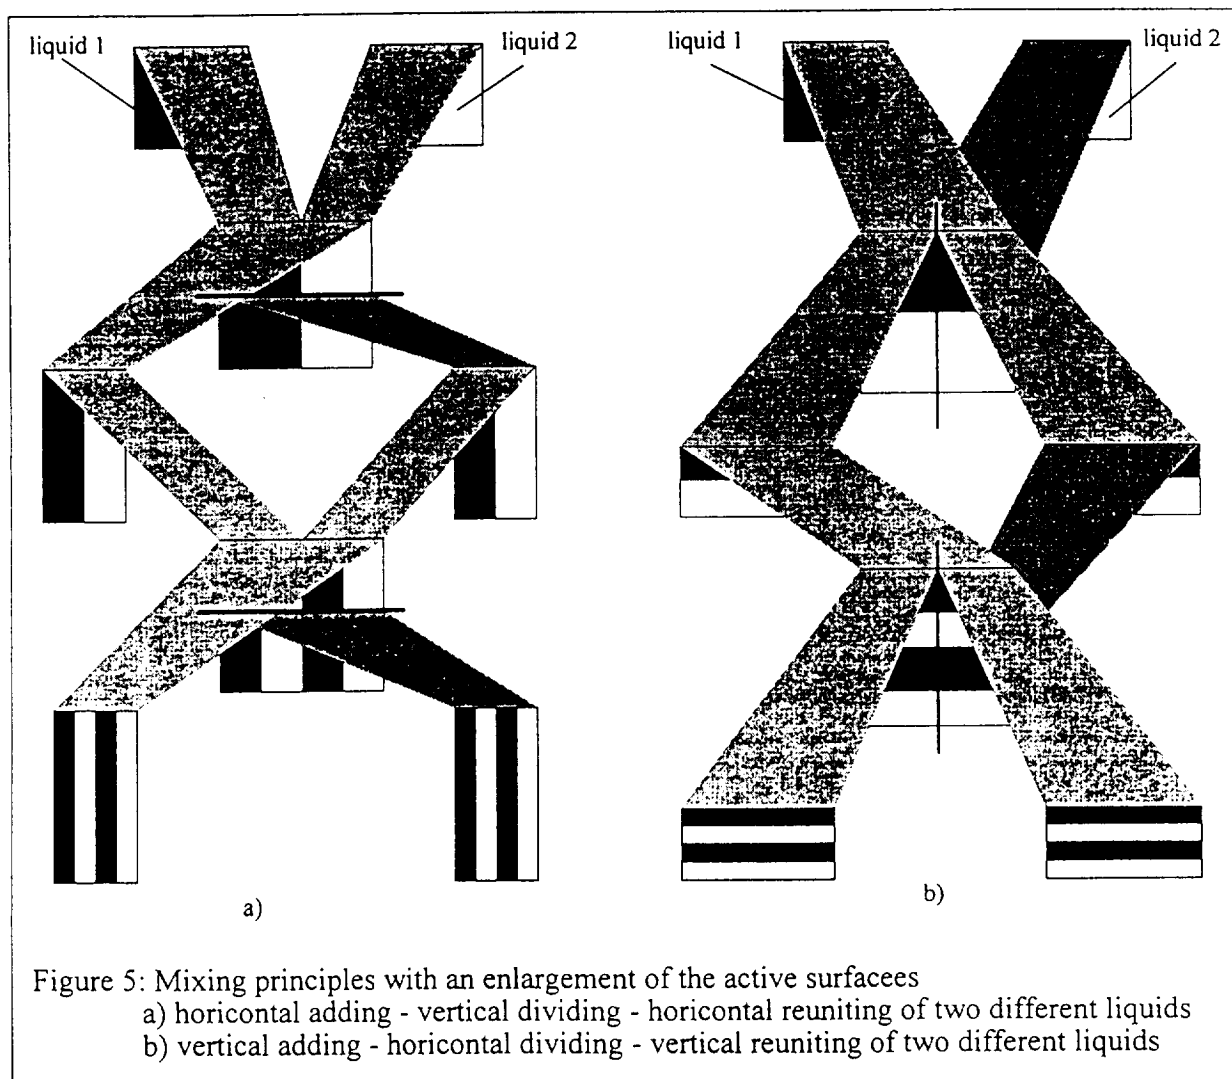 liquid 1
liquid 2
liquid 1
liquid 2
a)
b)
Figure 5: Mixing principles with an enlargement of the active surfacees
a) horicontal adding - vertical dividing - horicontal reuniting of two different liquids
b) vertical adding - horicontal dividing - vertical reuniting of two different liquids